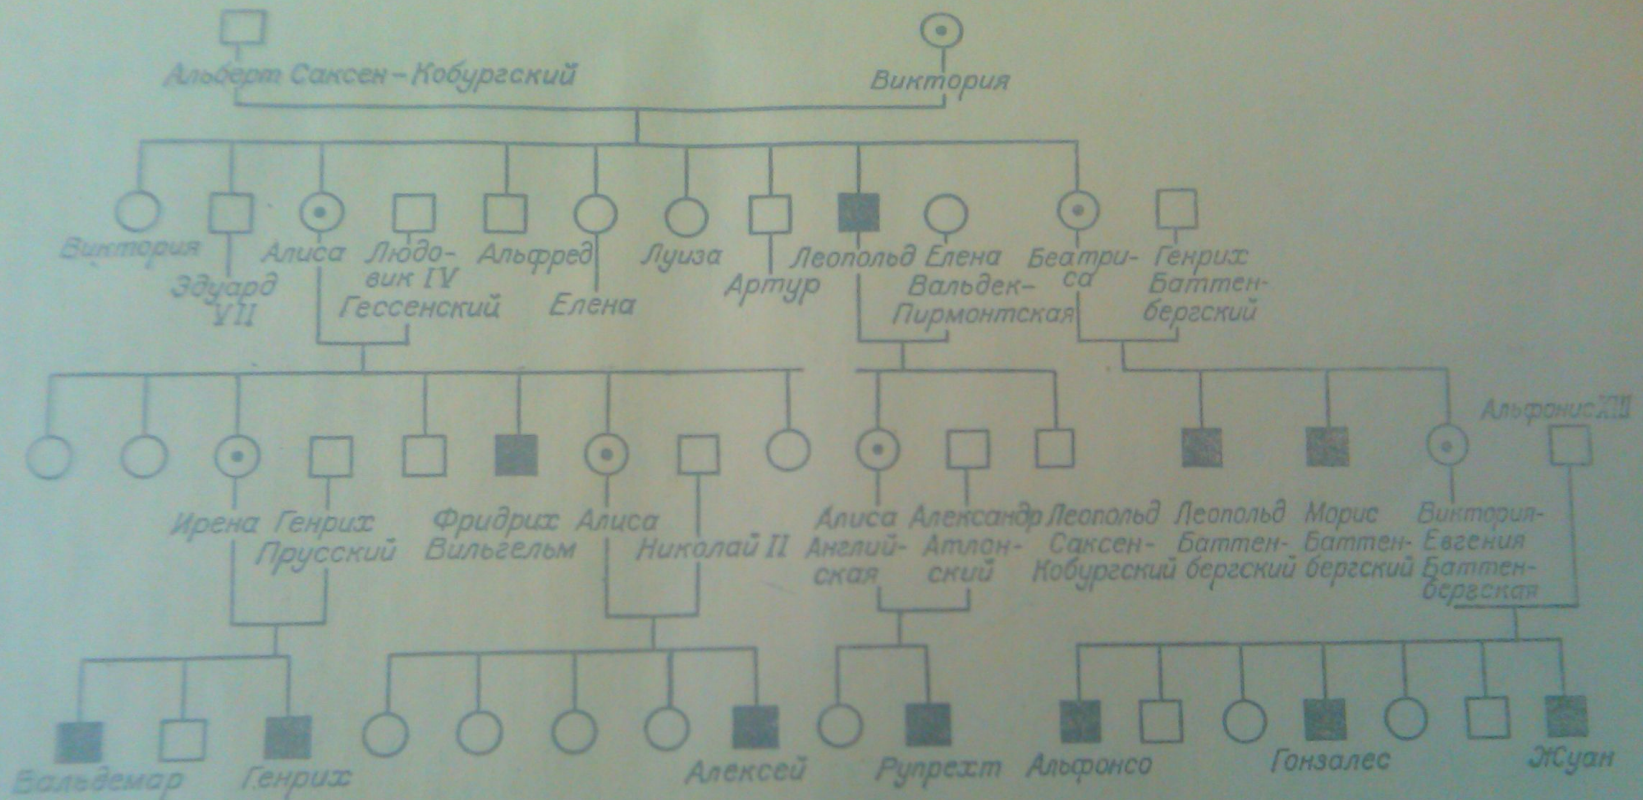 Альберт Саксен-Кобургский
Виктория
Виктория
Эдуард
VII
Алиса
Людо-
вик IV
Гессенский
Альфред
Елена
Луиза
Артур
Леопольд
Елена
Вальдек-
Пирмонтская
Беатри-
са
Генрих
Баттен-
бергский
Альфонис XIII
Ирена
Генрих
Прусский
Фридрих
Вильгельм
Алиса
Николай II
Алиса
Англий-
ская
Александр
Атлон-
ский
Леопольд
Саксен-
Кобургский
Леопольд
Баттен-
бергский
Морис
Баттен-
бергский
Виктория-
Евгения
Баттен-
бергская
Вальдемар
Генрих
Алексей
Рупрехт
Альфонсо
Гонзалес
Жуан